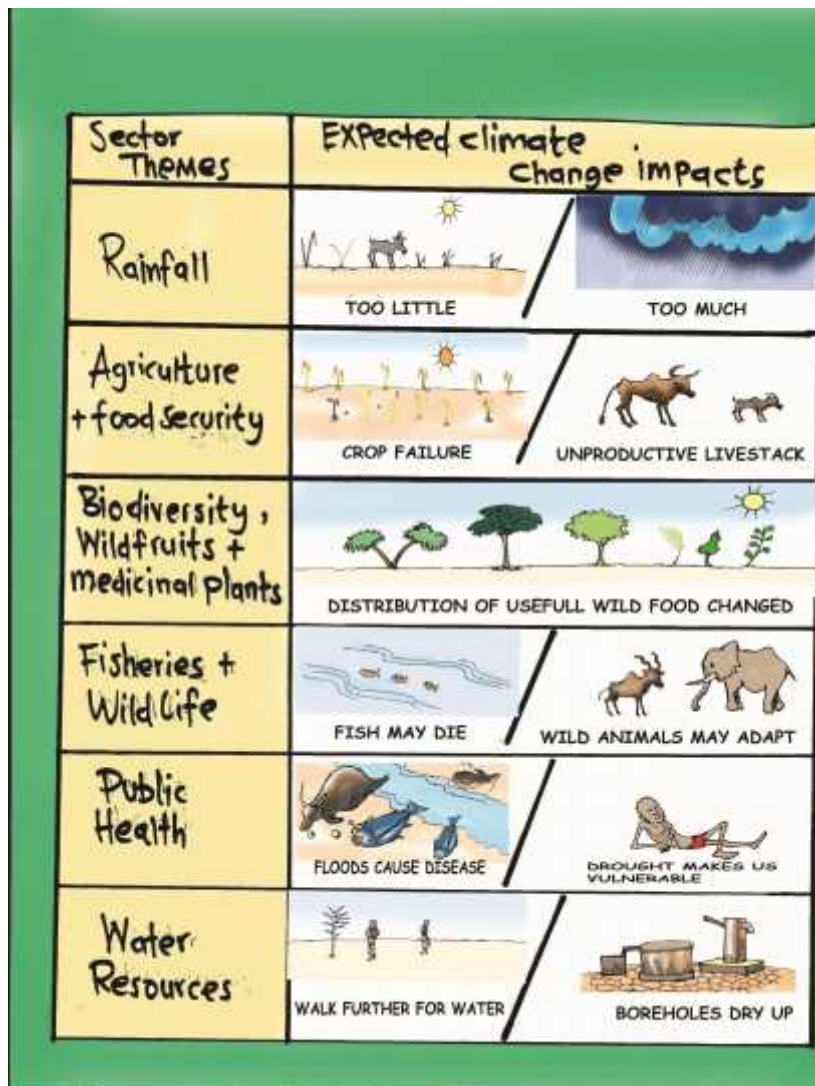 Sector
Themes
Expected climate
change impacts
Rainfall
TOO LITTLE
TOO MUCH
Agriculture
+ food security
CROP FAILURE
UNPRODUCTIVE LIVESTACK
Biodiversity,
Wildfruits +
medicinal plants
DISTRIBUTION OF USEFULL WILD FOOD CHANGED
Fisheries +
Wild Life
FISH MAY DIE
WILD ANIMALS MAY ADAPT
Public
Health
FLOODS CAUSE DISEASE
DROUGHT MAKES US
VULNERABLE
Water
Resources
WALK FURTHER FOR WATER
BOREHOLES DRY UP